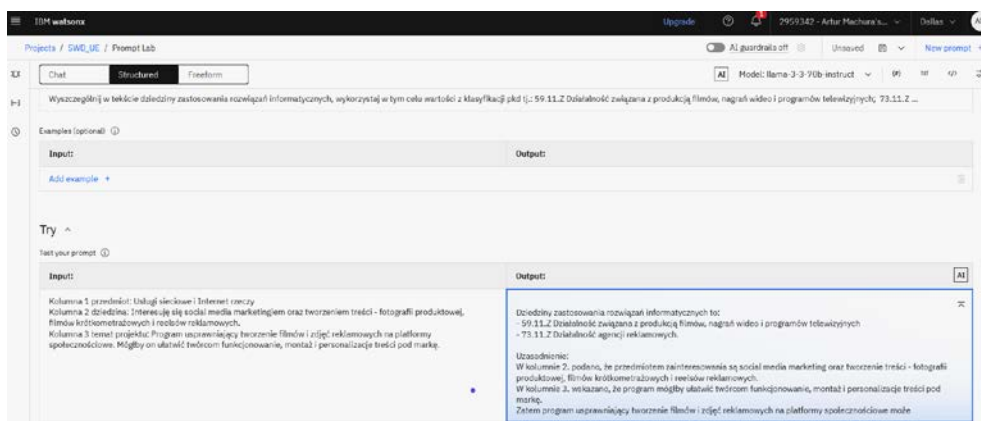 IBM watsonx
Upgrade
2959342 - Artur Machura's...
Dallas
Projects / SWD_UE / Prompt Lab
AI guardrails off
Unsaved
New prompt +
Chat
Structured
Freeform
AI
Model: llama-3-3-70b-instruct
Wyszczególnij w tekście dziedziny zastosowania rozwiązań informatycznych, wykorzystaj w tym celu wartości z klasyfikacji pkd tj.: 59.11.Z Działalność związana z produkcją filmów, nagrań wideo i programów telewizyjnych; 73.11.Z ...
Examples (optional)
Input:
Output:
Add example +
Try
Test your prompt
Input:
Output:
AI
Kolumna 1 przedmiot: Usługi sieciowe i Internet rzeczy
Kolumna 2 dziedzina: Interesuję się social media marketingiem oraz tworzeniem treści - fotografii produktowej,
filmów krótkometrażowych i reelsów reklamowych.
Kolumna 3 temat projektu: Program usprawniający tworzenie filmów i zdjęć reklamowych na platformy
społecznościowe. Mógłby on ułatwić twórcom funkcjonowanie, montaż i personalizacje treści pod markę.
Dziedziny zastosowania rozwiązań informatycznych to:
- 59.11.Z Działalność związana z produkcją filmów, nagrań wideo i programów telewizyjnych
- 73.11.Z Działalność agencji reklamowych.
Uzasadnienie:
W kolumnie 2. podano, że przedmiotem zainteresowania są social media marketing oraz tworzenie treści - fotografii
produktowej, filmów krótkometrażowych i reelsów reklamowych.
W kolumnie 3. wskazano, że program mógłby ułatwić twórcom funkcjonowanie, montaż i personalizacje treści pod
markę.
Zatem program usprawniający tworzenie filmów i zdjęć reklamowych na platformy społecznościowe może